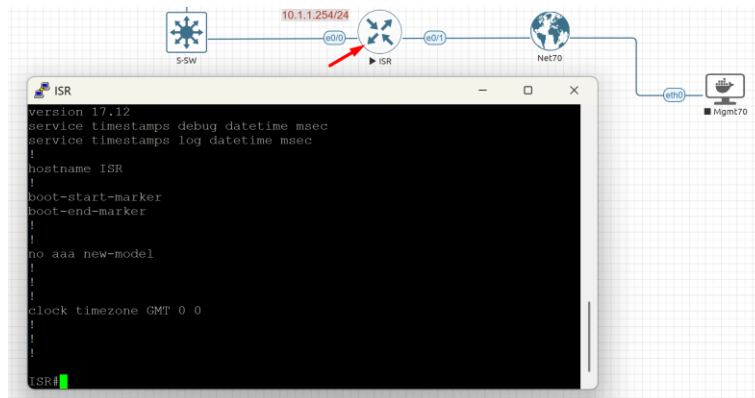 10.1.1.254/24
e0/0
e0/1
S-SW
ISR
Net70
eth0
Mgmt70
ISR
version 17.12
service timestamps debug datetime msec
service timestamps log datetime msec
!
hostname ISR
!
boot-start-marker
boot-end-marker
!
!
no aaa new-model
!
!
!
clock timezone GMT 0 0
!
!
!
ISR#